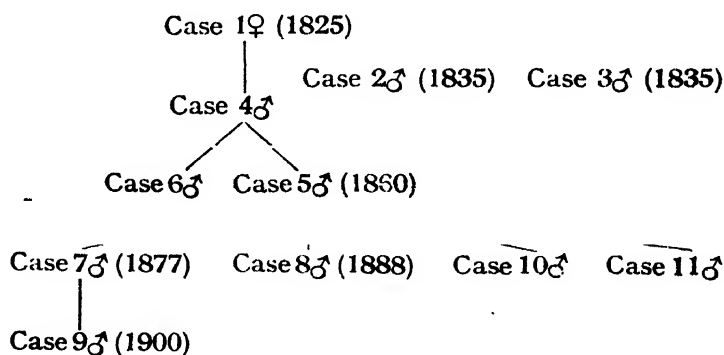 Case 1♀ (1825)
Case 2♂ (1835) Case 3♂ (1835)
Case 4♂
Case 6♂ Case 5♂ (1860)
Case 7♂ (1877) Case 8♂ (1888) Case 10♂ Case 11♂
Case 9♂ (1900)